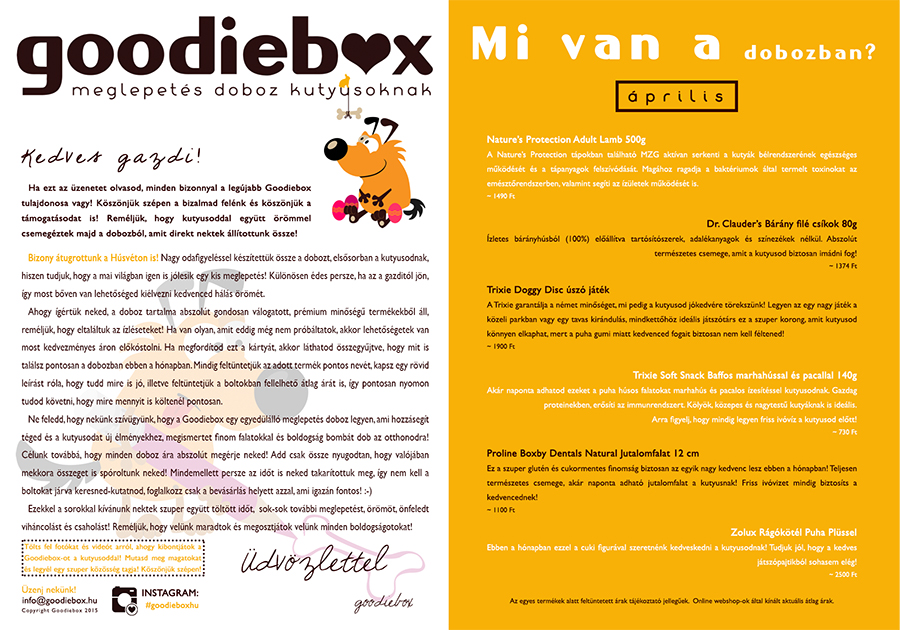 goodiebox
meglepetés doboz kutyusoknak
Kedves gazdi!
Ha ezt az üzenetet olvasod, minden bizonnyal a legújabb Goodiebox
tulajdonosa vagy! Köszönjük szépen a bizalmad felénk és köszönjük a
támogatásodat is! Reméljük, hogy kutyusoddal együtt örömmel
csemegéztek majd a dobozból, amit direkt nektek állítottunk össze!
Bizony átugrottunk a Húsvéton is! Nagy odafigyeléssel készítettük össze a dobozt, elsősorban a kutyusodnak,
hiszen tudjuk, hogy a mai világban igen is jólesik egy kis meglepetés! Különösen édes persze, ha az a gazditól jön,
így most bőven van lehetőséged kiélvezni kedvenced hálás örömét.
Ahogy ígértük neked, a doboz tartalma abszolút gondosan válogatott, prémium minőségű termékekből áll,
reméljük, hogy eltaláltuk az ízléseteket! Ha van olyan, amit eddig még nem próbáltatok, akkor lehetőségetek van
most kedvezményes áron előkóstolni. Ha megfordítod ezt a kártyát, akkor láthatod összegyűjtve, hogy mit is
találsz pontosan a dobozban ebben a hónapban. Mindig feltüntetjük az adott termék pontos nevét, kapsz egy rövid
leírást róla, hogy tudd mire is jó, illetve feltüntetjük a boltokban fellelhető átlag árát is, így pontosan nyomon
tudod követni, hogy mire mennyit is költenél pontosan.
Ne feledd, hogy nekünk szívügyünk, hogy a Goodiebox egy egyedülálló meglepetés doboz legyen, ami hozzásegít
téged és a kutyusodat új élményekhez, megismertet finom falatokkal és boldogság bombát dob az otthonodra!
Célunk továbbá, hogy minden doboz ára abszolút megérje neked! Add csak össze nyugodtan, hogy valójában
mekkora összeget is spóroltunk neked! Mindemellett persze az időt is neked takarítottuk meg, így nem kell a
boltokat járva keresned-kutatnod, foglalkozz csak a bevásárlás helyett azzal, ami igazán fontos! :-)
Ezekkel a sorokkal kívánunk nektek szuper együtt töltött időt, sok-sok további meglepetést, örömöt, önfeledt
viháncolást és csaholást! Reméljük, hogy velünk maradtok és megosztjátok velünk minden boldogságotokat!
Tölts fel fotókat és videót arról, ahogy kibontjátok a
Goodiebox-ot a kutyusoddal! Mutasd meg magatokat
és legyél egy szuper közösség tagja! Köszönjük szépen!
Üdvözlettel
goodiebox
Üzenj nekünk!
info@goodiebox.hu
Copyright Goodiebox 2015
INSTAGRAM:
#goodieboxhu
Mi van a dobozban?
április
Nature's Protection Adult Lamb 500g
A Nature's Protection tápokban található MZG aktívan serkenti a kutyák bélrendszerének egészséges
működését és a tápanyagok felszívódását. Magához ragadja a baktériumok által termelt toxinokat az
emésztőrendszerben, valamint segíti az ízületek működését is.
~ 1490 Ft
Dr. Clauder's Bárány filé csíkok 80g
Ízletes bárányhúsból (100%) előállítva tartósítószerek, adalékanyagok és színezékek nélkül. Abszolút
természetes csemege, amit a kutyusod biztosan imádni fog!
~ 1374 Ft
Trixie Doggy Disc úszó játék
A Trixie garantálja a német minőséget, mi pedig a kutyusod jókedvére törekszünk! Legyen az egy nagy játék a
közeli parkban vagy egy tavas kirándulás, mindkettőhöz ideális játszótárs ez a szuper korong, amit kutyusod
könnyen elkaphat, mert a puha gumi miatt kedvenced fogait biztosan nem kell féltened!
~ 1900 Ft
Trixie Soft Snack Baffos marhahússal és pacallal 140g
Akár naponta adhatod ezeket a puha húsos falatokat marhahús és pacalos ízesítéssel kutyusodnak. Gazdag
proteinekben, erősíti az immunrendszert. Kölyök, közepes és nagytestű kutyáknak is ideális.
Arra figyelj, hogy mindig legyen friss ivóvíz a kutyusod előtt!
~ 730 Ft
Proline Boxby Dentals Natural Jutalomfalat 12 cm
Ez a szuper glutén és cukormentes finomság biztosan az egyik nagy kedvenc lesz ebben a hónapban! Teljesen
természetes csemege, akár naponta adható jutalomfalat a kutyusnak! Friss ivóvizet mindig biztosíts a
kedvencednek!
~ 1100 Ft
Zolux Rágókötél Puha Plüssel
Ebben a hónapban ezzel a cuki figurával szeretnénk kedveskedni a kutyusodnak! Tudjuk jól, hogy a kedves
játszópajtikból sohasem elég!
~ 2500 Ft
Az egyes termékek alatt feltüntetett árak tájékoztató jellegűek. Online webshop-ok által kínált aktuális átlag árak.